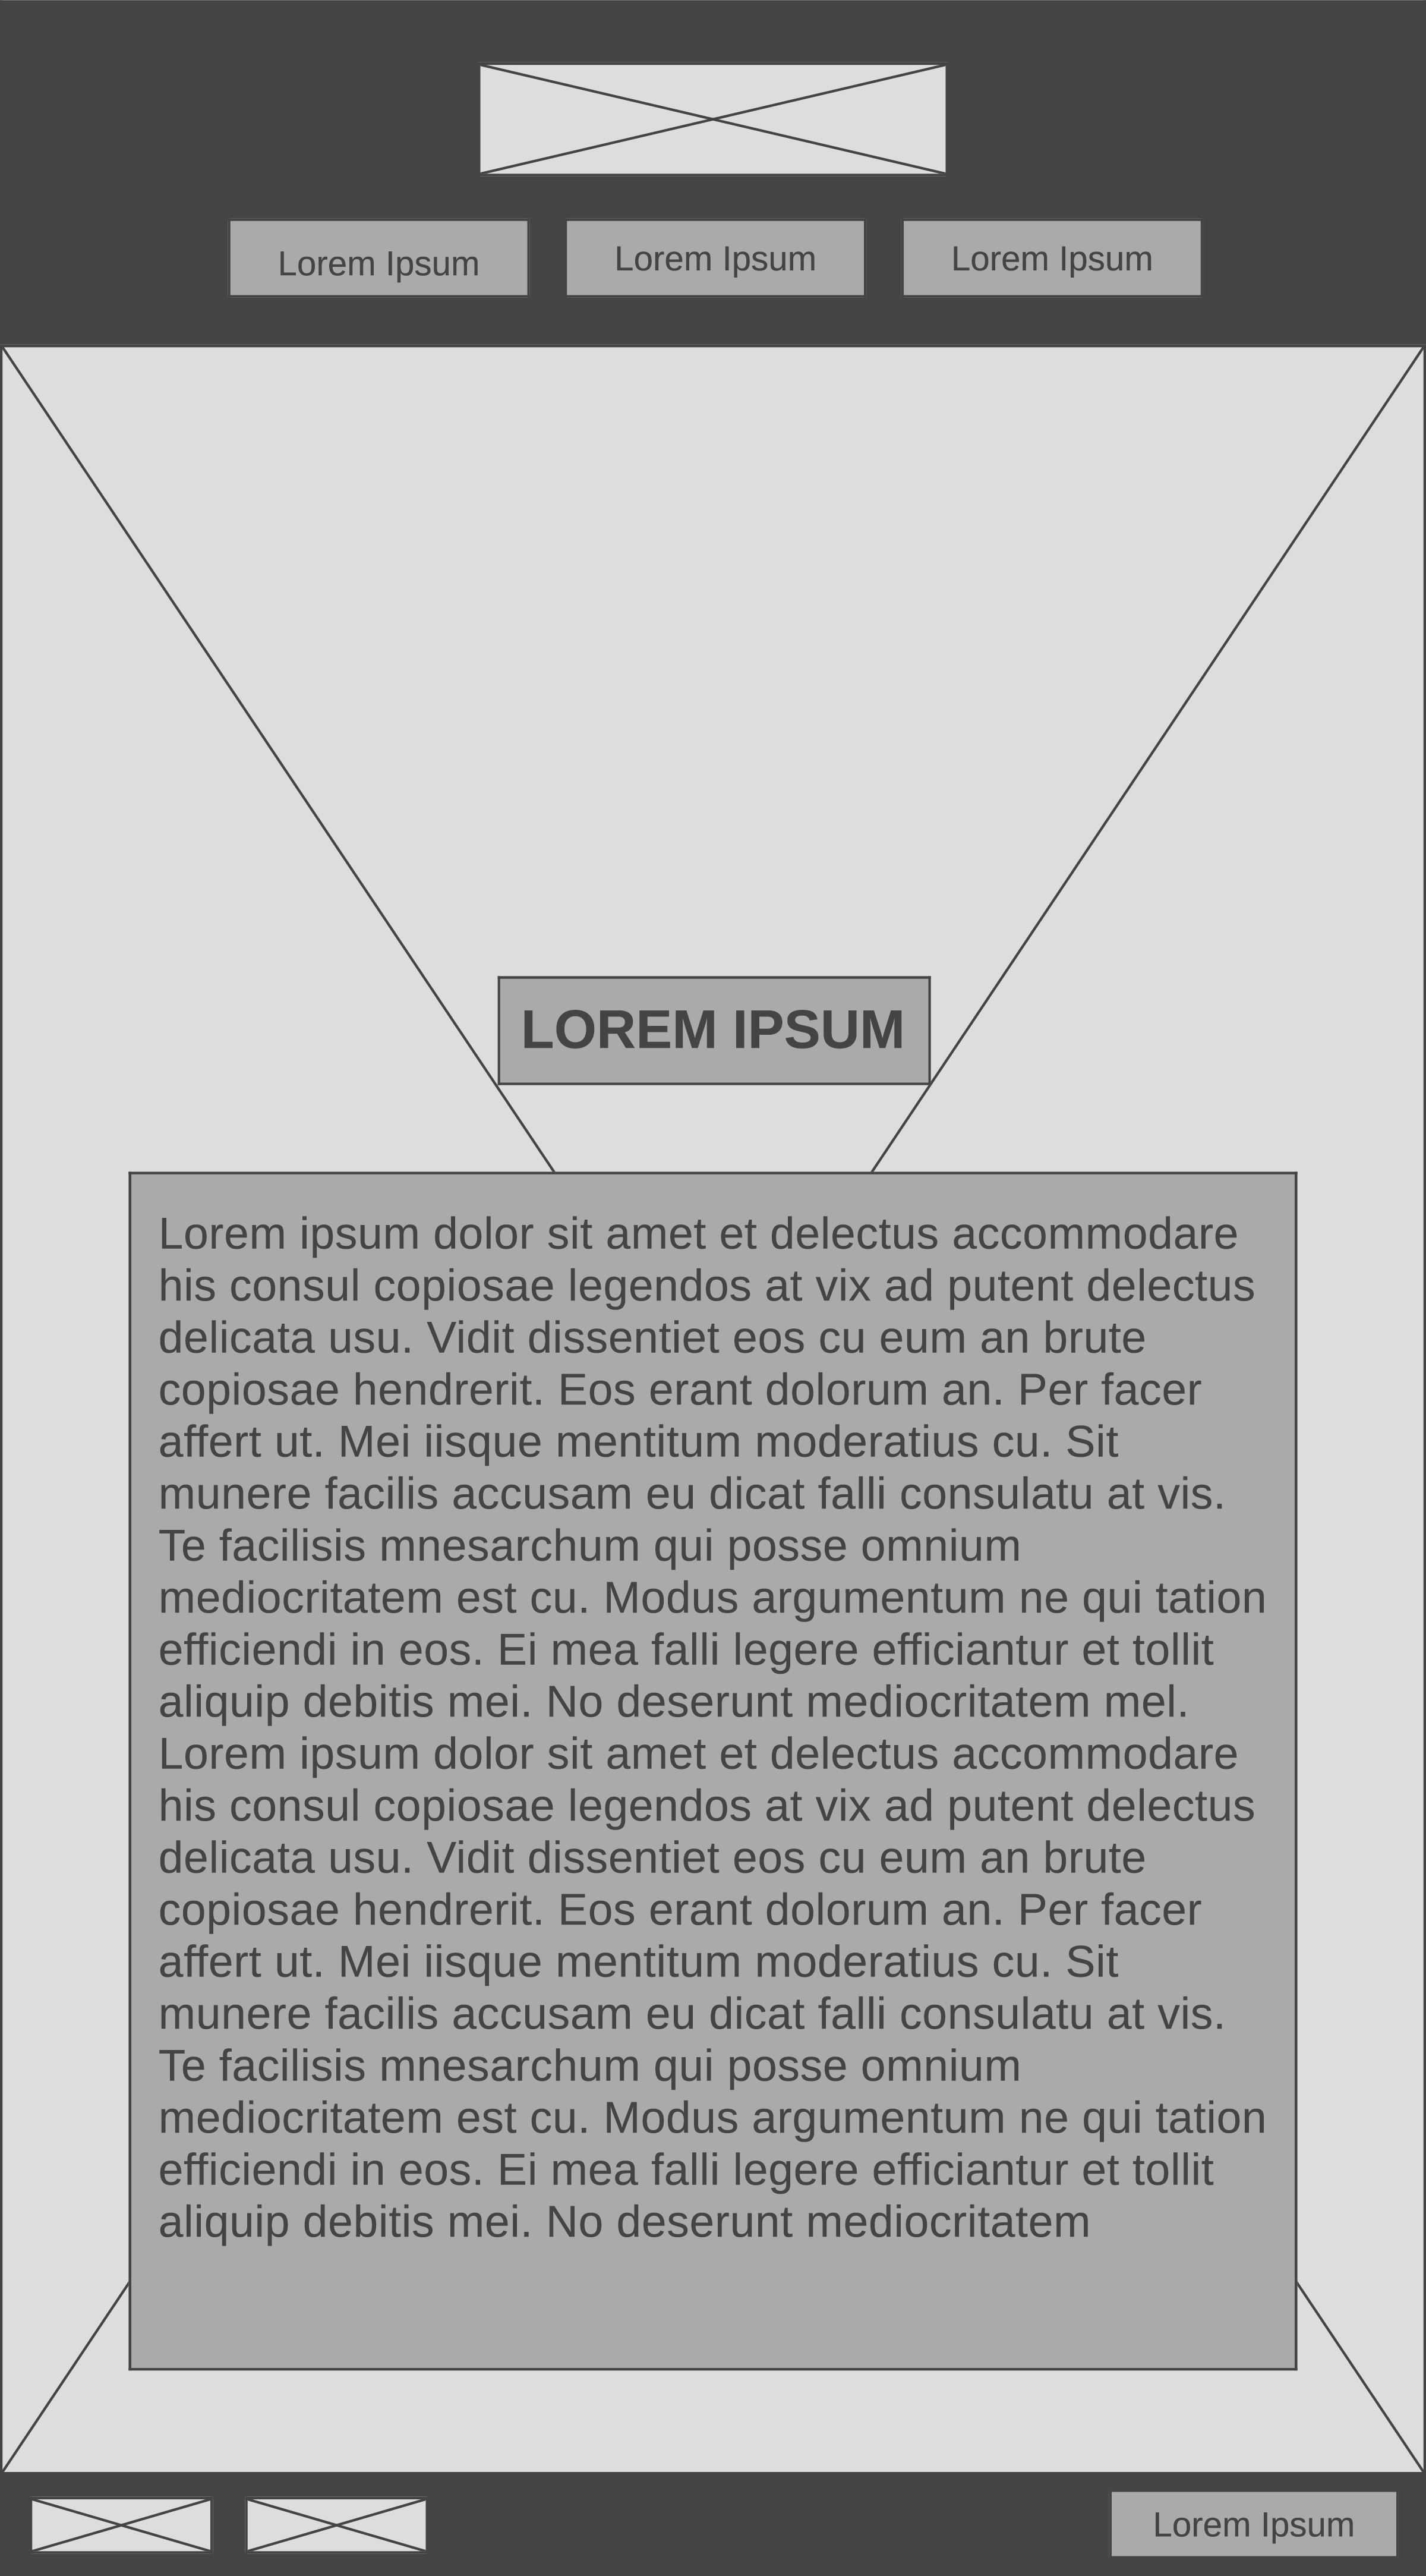 Lorem Ipsum
Lorem Ipsum
Lorem Ipsum
LOREM IPSUM
Lorem ipsum dolor sit amet et delectus accommodare
his consul copiosae legendos at vix ad putent delectus
delicata usu. Vidit dissentiet eos cu eum an brute
copiosae hendrerit. Eos erant dolorum an. Per facer
affert ut. Mei iisque mentitum moderatius cu. Sit
munere facilis accusam eu dicat falli consulatu at vis.
Te facilisis mnesarchum qui posse omnium
mediocritatem est cu. Modus argumentum ne qui tation
efficiendi in eos. Ei mea falli legere efficiantur et tollit
aliquip debitis mei. No deserunt mediocritatem mel.
Lorem ipsum dolor sit amet et delectus accommodare
his consul copiosae legendos at vix ad putent delectus
delicata usu. Vidit dissentiet eos cu eum an brute
copiosae hendrerit. Eos erant dolorum an. Per facer
affert ut. Mei iisque mentitum moderatius cu. Sit
munere facilis accusam eu dicat falli consulatu at vis.
Te facilisis mnesarchum qui posse omnium
mediocritatem est cu. Modus argumentum ne qui tation
efficiendi in eos. Ei mea falli legere efficiantur et tollit
aliquip debitis mei. No deserunt mediocritatem
Lorem Ipsum